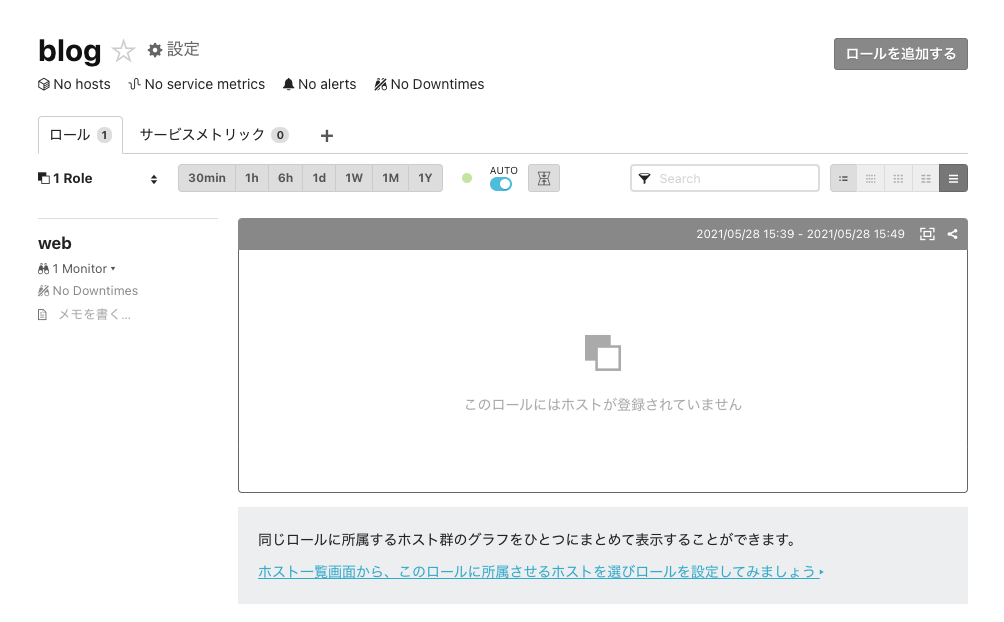 blog 設定
ロールを追加する
No hosts No service metrics No alerts No Downtimes
ロール 1 サービスメトリック 0 +
1 Role 30min 1h 6h 1d 1W 1M 1Y AUTO Search
web
1 Monitor
No Downtimes
メモを書く...
2021/05/28 15:39 - 2021/05/28 15:49
このロールにはホストが登録されていません
同じロールに所属するホスト群のグラフをひとつにまとめて表示することができます。
ホスト一覧画面から、このロールに所属させるホストを選びロールを設定してみましょう